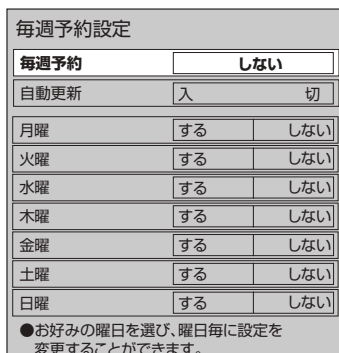 毎週予約設定
毎週予約 しない
自動更新 入 切
月曜 する しない
火曜 する しない
水曜 する しない
木曜 する しない
金曜 する しない
土曜 する しない
日曜 する しない
●お好みの曜日を選び、曜日毎に設定を
変更することができます。